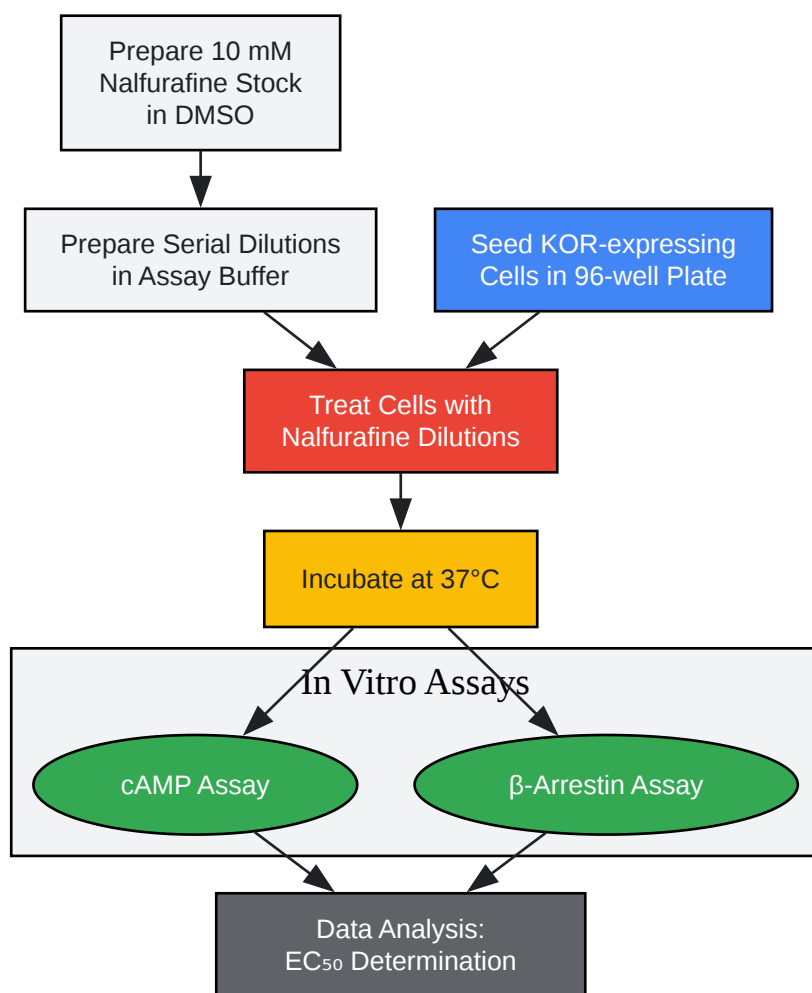 Prepare 10 mM
Nalfurafine Stock
in DMSO
Prepare Serial Dilutions
in Assay Buffer
Seed KOR-expressing
Cells in 96-well Plate
Treat Cells with
Nalfurafine Dilutions
Incubate at 37°C
In Vitro Assays
cAMP Assay
β-Arrestin Assay
Data Analysis:
EC₅₀ Determination